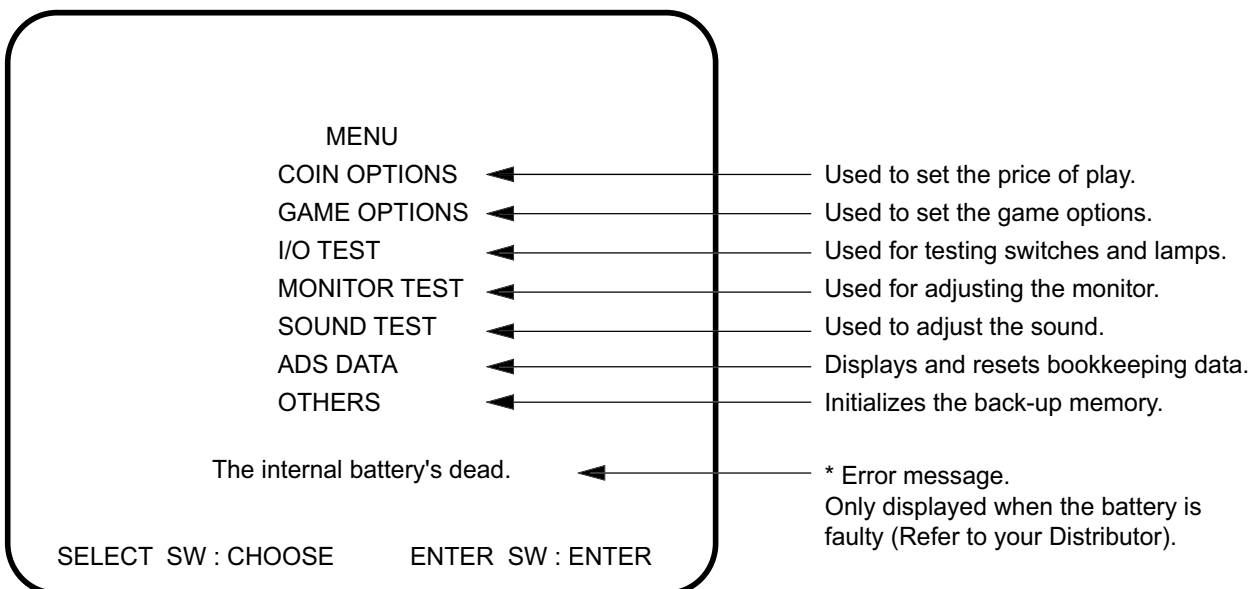 MENU
COIN OPTIONS
Used to set the price of play.
GAME OPTIONS
Used to set the game options.
I/O TEST
Used for testing switches and lamps.
MONITOR TEST
Used for adjusting the monitor.
SOUND TEST
Used to adjust the sound.
ADS DATA
Displays and resets bookkeeping data.
OTHERS
Initializes the back-up memory.
The internal battery's dead.
* Error message.
Only displayed when the battery is
faulty (Refer to your Distributor).
SELECT SW : CHOOSE ENTER SW : ENTER